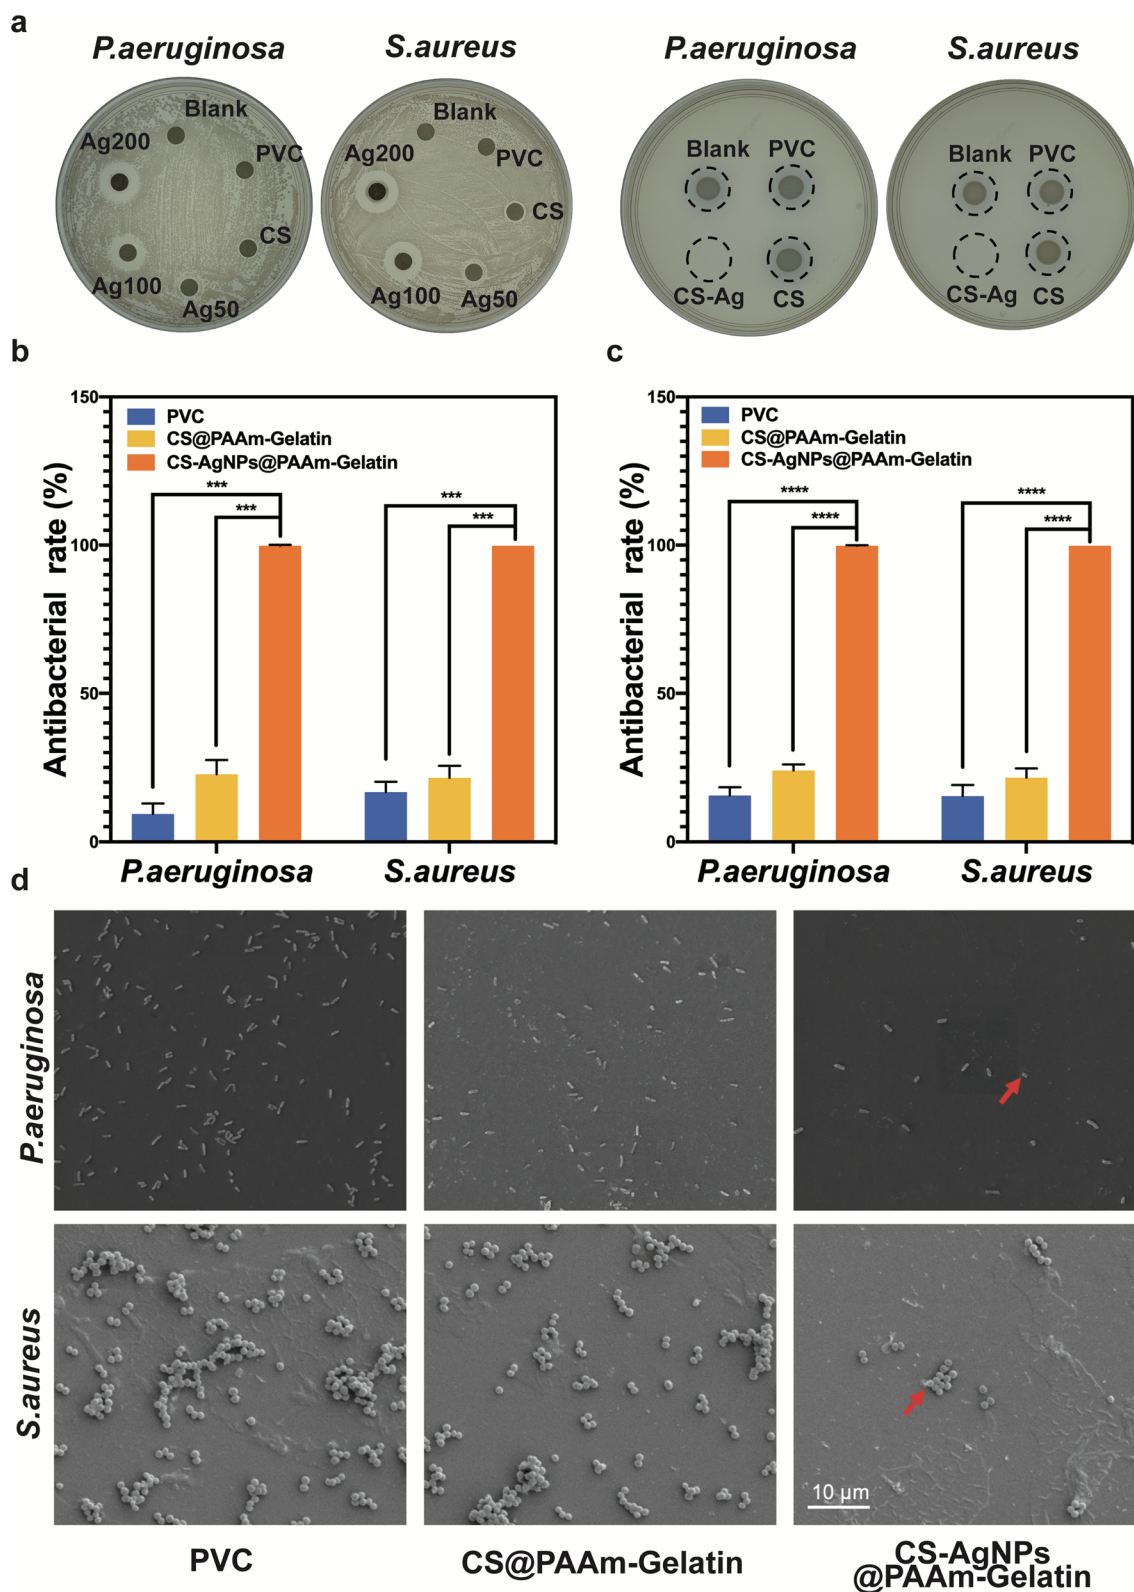 a
P.aeruginosa
S.aureus
P.aeruginosa
S.aureus
Blank
Ag200
PVC
CS
Ag100
Ag50
Blank
Ag200
PVC
CS
Ag100
Ag50
Blank PVC
CS-Ag CS
Blank PVC
CS-Ag CS
b
150
100
50
0
Antibacterial rate (%)
PVC
CS@PAAm-Gelatin
CS-AgNPs@PAAm-Gelatin
***
***
***
***
P.aeruginosa
S.aureus
c
150
100
50
0
Antibacterial rate (%)
PVC
CS@PAAm-Gelatin
CS-AgNPs@PAAm-Gelatin
****
****
****
****
P.aeruginosa
S.aureus
d
P.aeruginosa
S.aureus
10 µm
PVC
CS@PAAm-Gelatin
CS-AgNPs
@PAAm-Gelatin